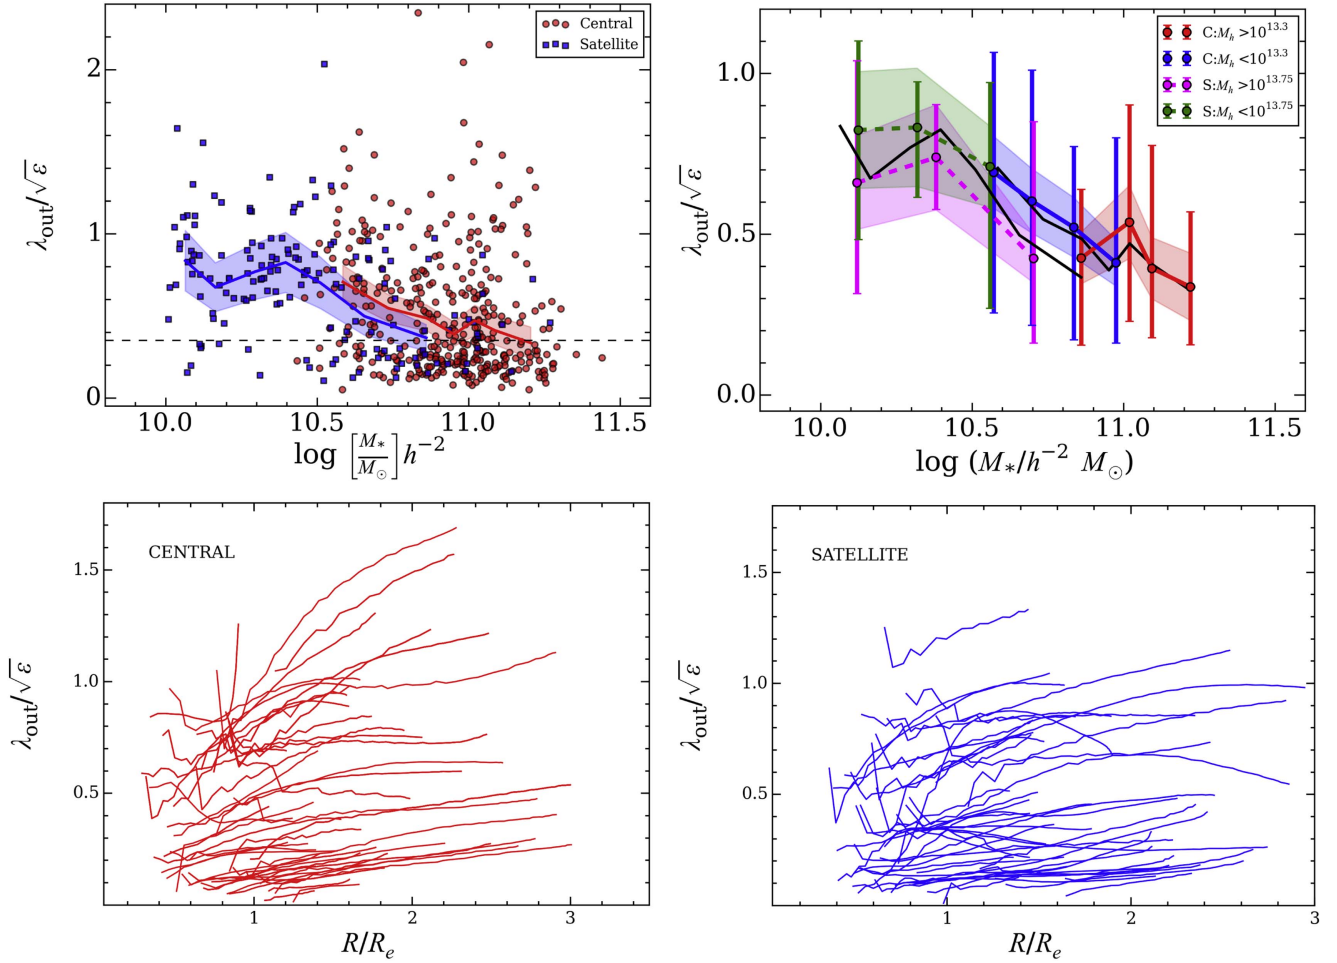 Central
Satellite
2
1
0
λout/√ε
10.0 10.5 11.0 11.5
log [M*/M⊙] h⁻²
C:Mh >10^13.3
C:Mh <10^13.3
S:Mh >10^13.75
S:Mh <10^13.75
1.0
0.5
0.0
λout/√ε
10.0 10.5 11.0 11.5
log (M*/h⁻² M⊙)
CENTRAL
1.5
1.0
0.5
λout/√ε
1 2 3
R/Re
SATELLITE
1.5
1.0
0.5
λout/√ε
1 2 3
R/Re